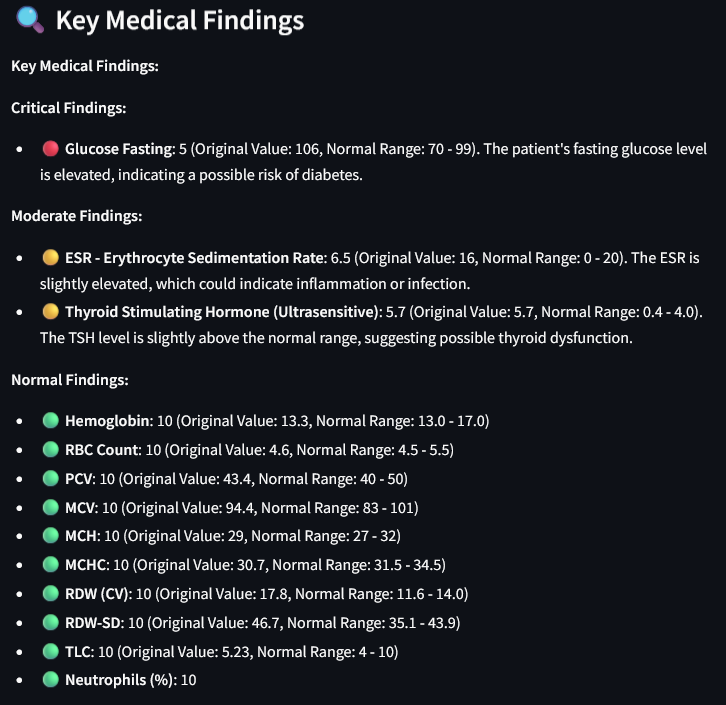 Key Medical Findings
Key Medical Findings:
Critical Findings:
Glucose Fasting: 5 (Original Value: 106, Normal Range: 70 - 99). The patient's fasting glucose level
is elevated, indicating a possible risk of diabetes.
Moderate Findings:
ESR - Erythrocyte Sedimentation Rate: 6.5 (Original Value: 16, Normal Range: 0 - 20). The ESR is
slightly elevated, which could indicate inflammation or infection.
Thyroid Stimulating Hormone (Ultrasensitive): 5.7 (Original Value: 5.7, Normal Range: 0.4 - 4.0).
The TSH level is slightly above the normal range, suggesting possible thyroid dysfunction.
Normal Findings:
Hemoglobin: 10 (Original Value: 13.3, Normal Range: 13.0 - 17.0)
RBC Count: 10 (Original Value: 4.6, Normal Range: 4.5 - 5.5)
PCV: 10 (Original Value: 43.4, Normal Range: 40 - 50)
MCV: 10 (Original Value: 94.4, Normal Range: 83 - 101)
MCH: 10 (Original Value: 29, Normal Range: 27 - 32)
MCHC: 10 (Original Value: 30.7, Normal Range: 31.5 - 34.5)
RDW (CV): 10 (Original Value: 17.8, Normal Range: 11.6 - 14.0)
RDW-SD: 10 (Original Value: 46.7, Normal Range: 35.1 - 43.9)
TLC: 10 (Original Value: 5.23, Normal Range: 4 - 10)
Neutrophils (%): 10